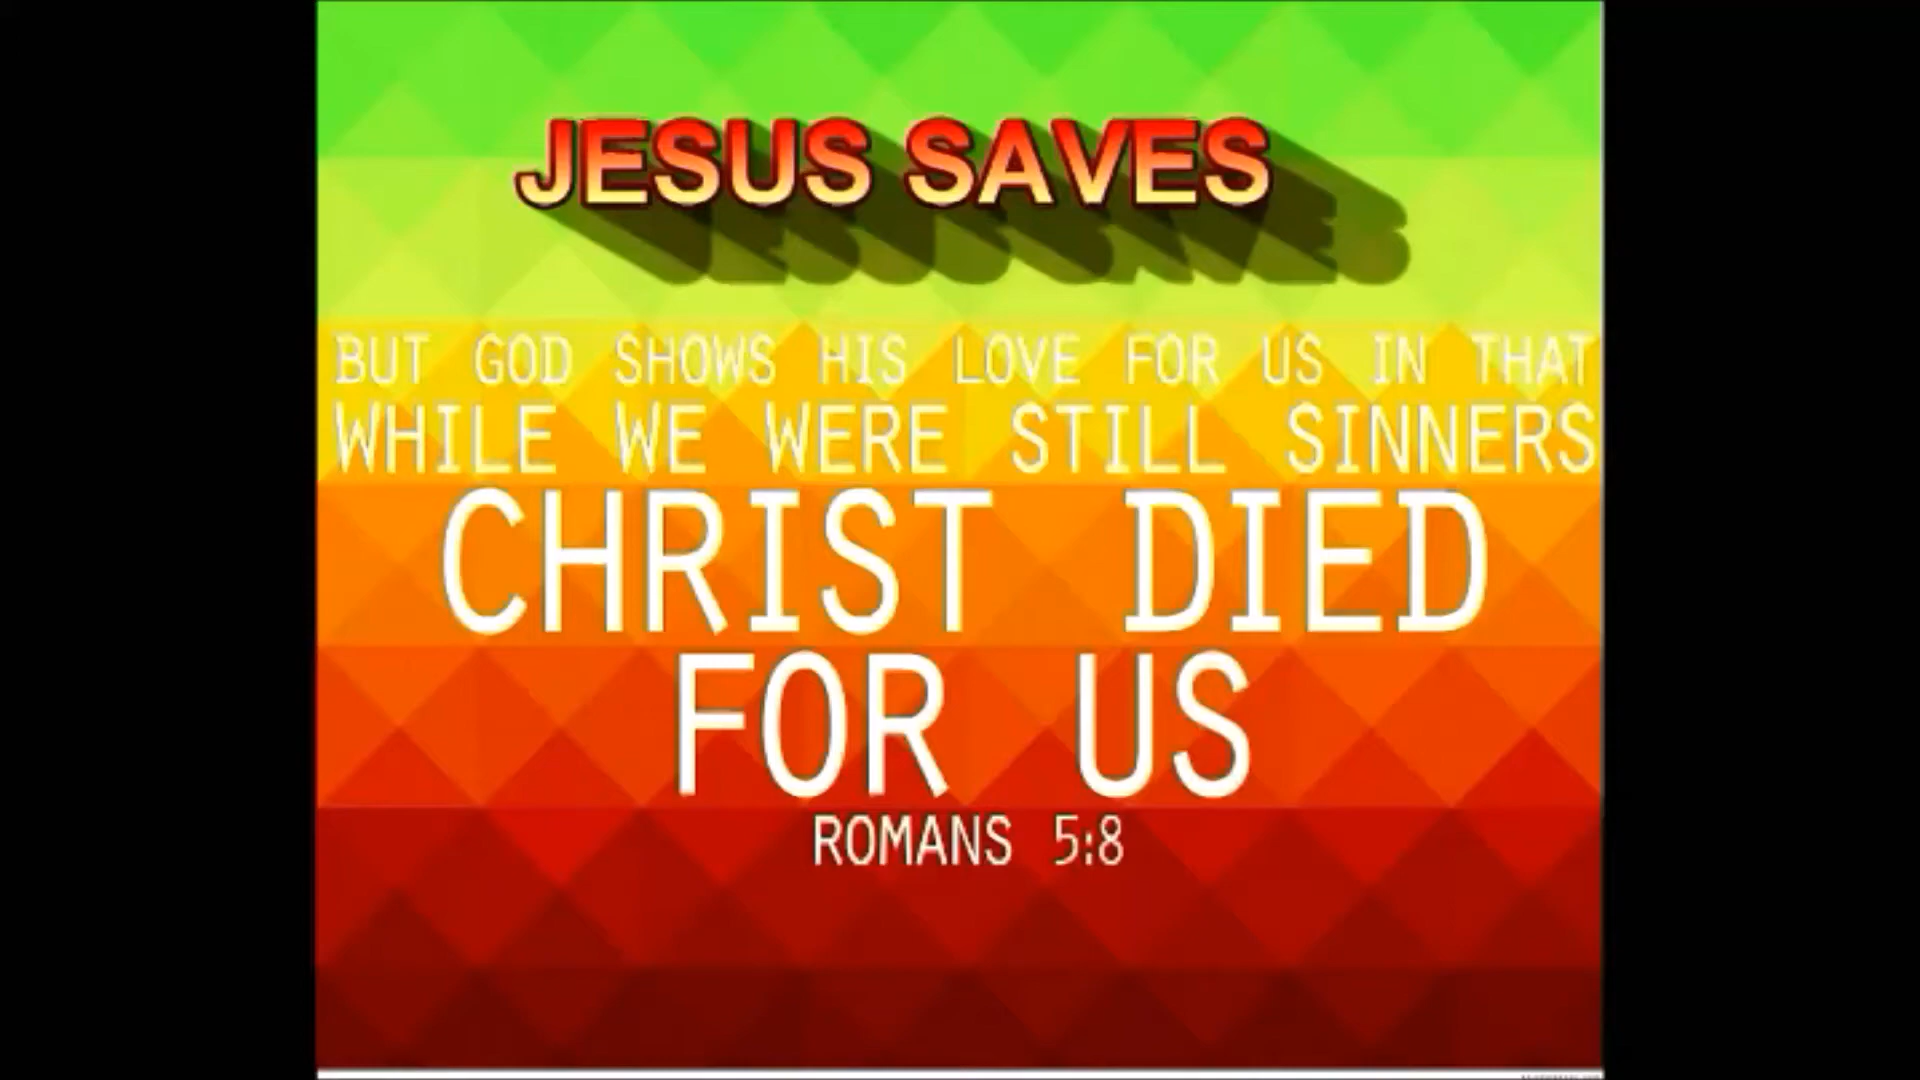 JESUS SAVES
BUT GOD SHOWS HIS LOVE FOR US IN THAT
WHILE WE WERE STILL SINNERS
CHRIST DIED
FOR US
ROMANS 5:8